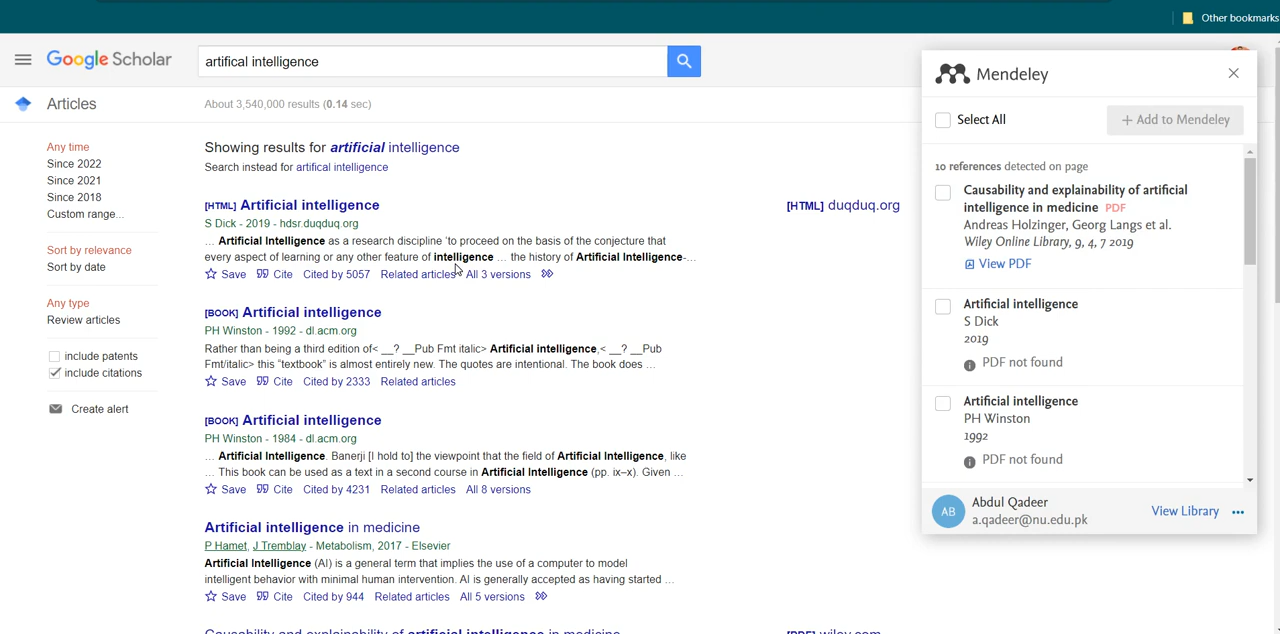 Other bookmarks
Google Scholar
artifical intelligence
Articles
About 3,540,000 results (0.14 sec)
Any time
Since 2022
Since 2021
Since 2018
Custom range...
Sort by relevance
Sort by date
Any type
Review articles
include patents
include citations
Create alert
Showing results for artificial intelligence
Search instead for artifical intelligence
[HTML] Artificial intelligence
[HTML] duqduq.org
S Dick - 2019 - hdsr.duqduq.org
... Artificial Intelligence as a research discipline 'to proceed on the basis of the conjecture that
every aspect of learning or any other feature of intelligence ... the history of Artificial Intelligence-...
Save Cite Cited by 5057 Related articles All 3 versions
[BOOK] Artificial intelligence
PH Winston - 1992 - dl.acm.org
Rather than being a third edition of< __? __Pub Fmt italic> Artificial intelligence,< __? __Pub
Fmt/italic> this "textbook" is almost entirely new. The quotes are intentional. The book does ...
Save Cite Cited by 2333 Related articles
[BOOK] Artificial intelligence
PH Winston - 1984 - dl.acm.org
... Artificial Intelligence. Banerji [I hold to] the viewpoint that the field of Artificial Intelligence, like
... This book can be used as a text in a second course in Artificial Intelligence (pp. ix–x). Given ...
Save Cite Cited by 4231 Related articles All 8 versions
Artificial intelligence in medicine
P Hamet, J Tremblay - Metabolism, 2017 - Elsevier
Artificial Intelligence (AI) is a general term that implies the use of a computer to model
intelligent behavior with minimal human intervention. AI is generally accepted as having started ...
Save Cite Cited by 944 Related articles All 5 versions
Causability and explainability of artificial intelligence in medicine
[PDF] wiley.com
Mendeley
Select All
+ Add to Mendeley
10 references detected on page
Causability and explainability of artificial
intelligence in medicine PDF
Andreas Holzinger, Georg Langs et al.
Wiley Online Library, 9, 4, 7 2019
View PDF
Artificial intelligence
S Dick
2019
PDF not found
Artificial intelligence
PH Winston
1992
PDF not found
AB
Abdul Qadeer
a.qadeer@nu.edu.pk
View Library